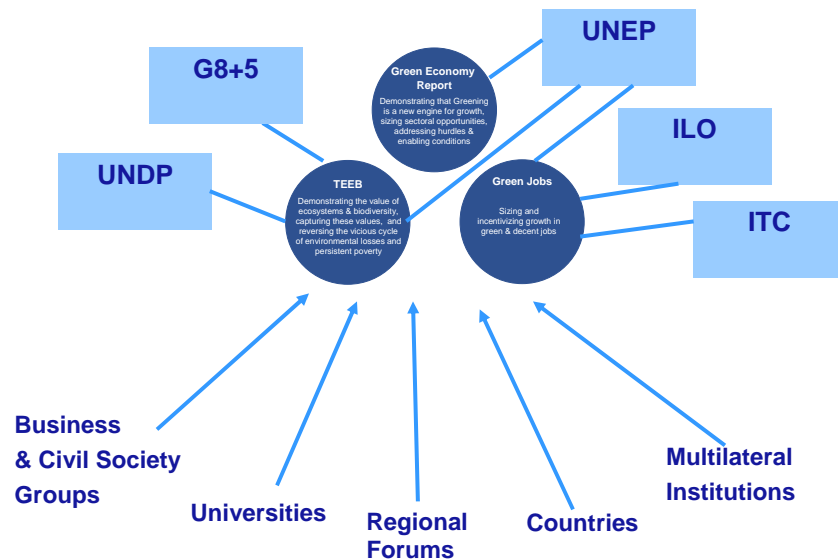 UNEP
G8+5
Green Economy
Report
Demonstrating that Greening
is a new engine for growth,
sizing sectoral opportunities,
addressing hurdles &
enabling conditions
ILO
UNDP
TEEB
Demonstrating the value of
ecosystems & biodiversity,
capturing these values,  and
reversing the vicious cycle
of environmental losses and
persistent poverty
Green Jobs
Sizing and
incentivizing growth in
green & decent jobs
ITC
Business
& Civil Society
Groups
Universities
Regional
Forums
Countries
Multilateral
Institutions